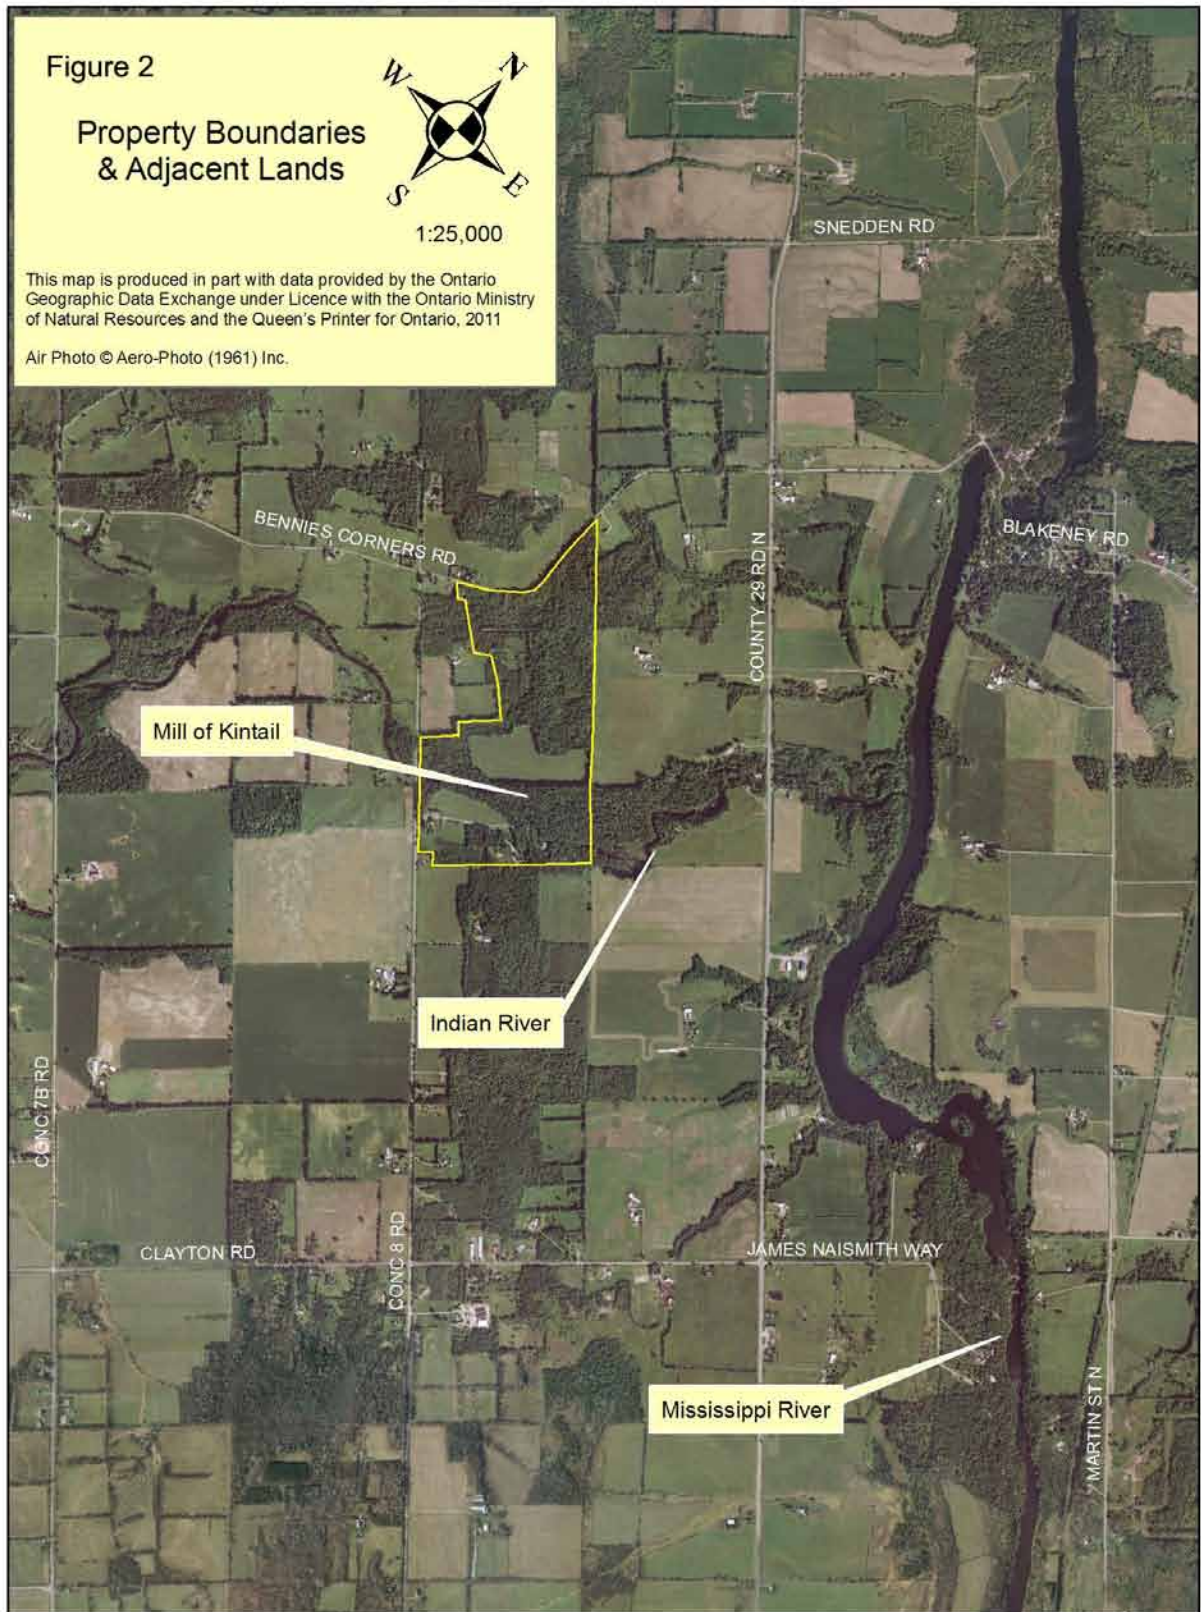 Figure 2
Property Boundaries
& Adjacent Lands
W
N
S
E
1:25,000
This map is produced in part with data provided by the Ontario
Geographic Data Exchange under Licence with the Ontario Ministry
of Natural Resources and the Queen's Printer for Ontario, 2011
Air Photo © Aero-Photo (1961) Inc.
SNEDDEN RD
BENNIES CORNERS RD
BLAKENEY RD
COUNTY 29 RD N
Mill of Kintail
Indian River
CONC 7B RD
CONC 8 RD
CLAYTON RD
JAMES NAISMITH WAY
Mississippi River
MARTIN ST N